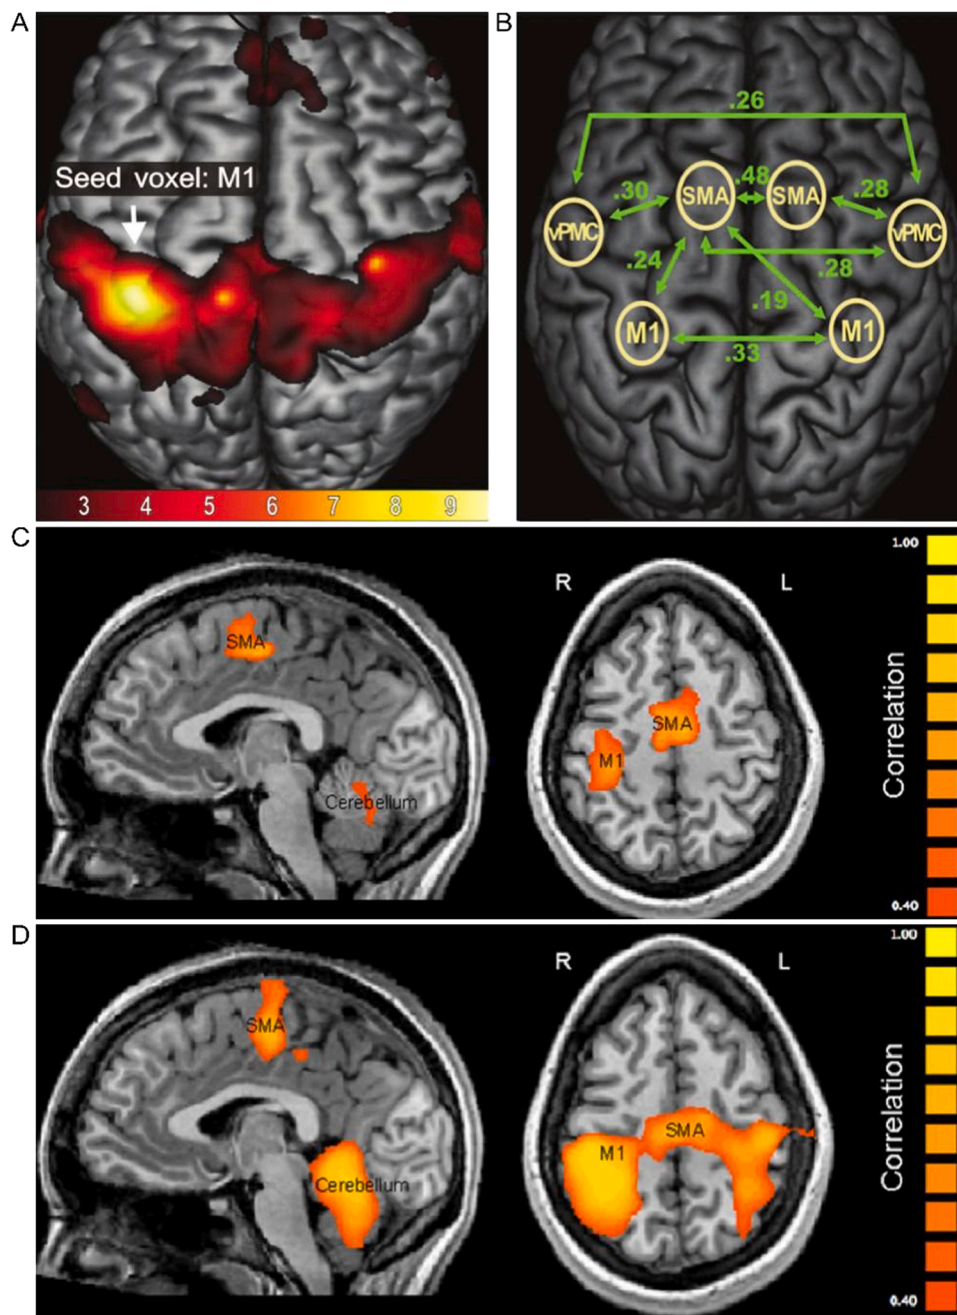 A
Seed voxel: M1
3 4 5 6 7 8 9
B
.26
.30
SMA
.48
SMA
.28
vPMC
vPMC
.24
.28
.19
M1
M1
.33
C
SMA
Cerebellum
R
L
SMA
M1
1.00
Correlation
0.40
D
SMA
Cerebellum
R
L
SMA
M1
1.00
Correlation
0.40